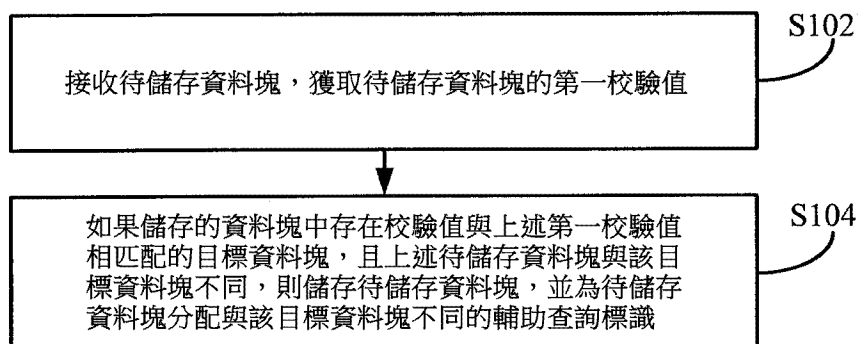 S102
接收待儲存資料塊，獲取待儲存資料塊的第一校驗值
S104
如果儲存的資料塊中存在校驗值與上述第一校驗值
相匹配的目標資料塊，且上述待儲存資料塊與該目
標資料塊不同，則儲存待儲存資料塊，並為待儲存
資料塊分配與該目標資料塊不同的輔助查詢標識